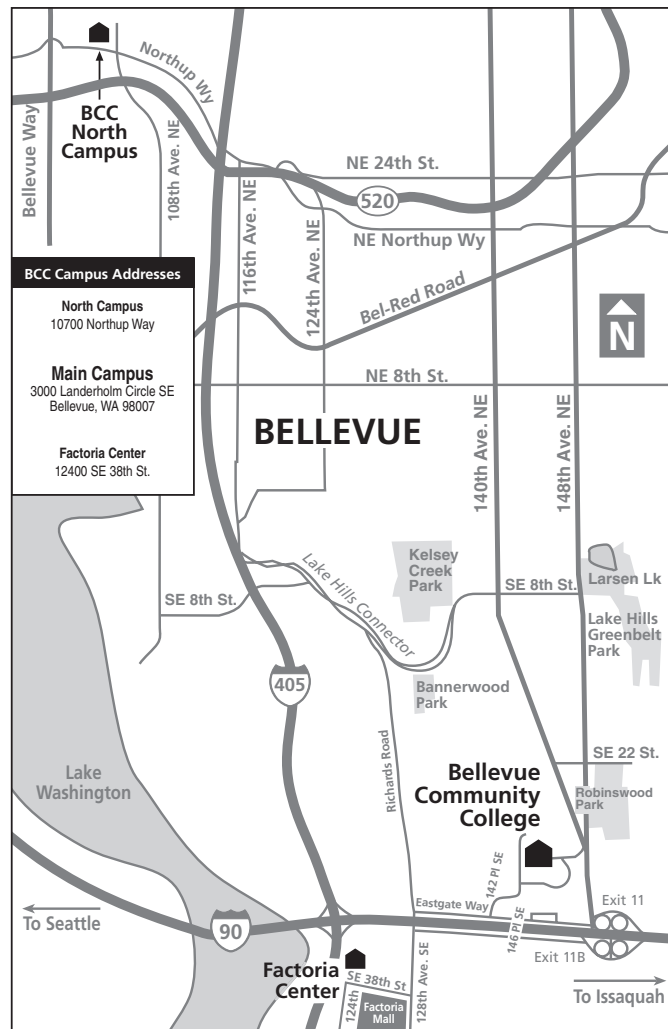 Northup Wy
BCC
North
Campus
Bellevue Way
108th Ave. NE
NE 24th St.
520
NE Northup Wy
116th Ave. NE
124th Ave. NE
Bel-Red Road
BCC Campus Addresses
North Campus
10700 Northup Way
Main Campus
3000 Landerholm Circle SE
Bellevue, WA 98007
Factoria Center
12400 SE 38th St.
N
NE 8th St.
BELLEVUE
140th Ave. NE
148th Ave. NE
Lake Hills Connector
Kelsey
Creek
Park
SE 8th St.
Larsen Lk
SE 8th St.
Lake Hills
Greenbelt
Park
405
Bannerwood
Park
Richards Road
SE 22 St.
Lake
Washington
Bellevue
Community
College
Robinswood
Park
142 Pl SE
Eastgate Way
146 Pl SE
Exit 11
To Seattle
90
Exit 11B
Factoria
Center
SE 38th St
124th
Factoria
Mall
128th Ave. SE
To Issaquah